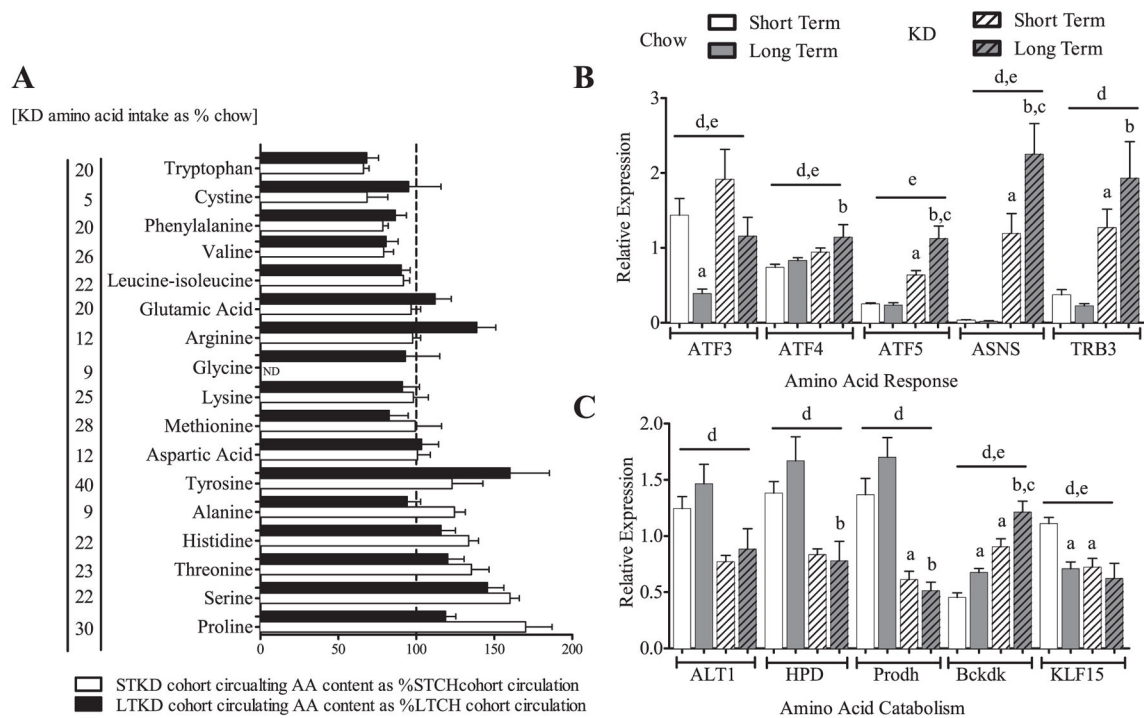 Chow
Short Term
Long Term
KD
Short Term
Long Term
A
[KD amino acid intake as % chow]
20 Tryptophan
5 Cystine
20 Phenylalanine
26 Valine
22 Leucine-isoleucine
20 Glutamic Acid
12 Arginine
9 Glycine ND
25 Lysine
28 Methionine
12 Aspartic Acid
40 Tyrosine
9 Alanine
22 Histidine
23 Threonine
22 Serine
30 Proline
0 50 100 150 200
STKD cohort circualting AA content as %STCHcohort circulation
LTKD cohort circulating AA content as %LTCH cohort circulation
B
Relative Expression
3
2
1
0
d,e
a
d,e
b
e
a
b,c
d,e
a
b,c
d
a
b
ATF3 ATF4 ATF5 ASNS TRB3
Amino Acid Response
C
Relative Expression
2.0
1.5
1.0
0.5
0.0
d
d
b
d
a
b
d,e
a
a
b,c
d,e
a
a
ALT1 HPD Prodh Bckdk KLF15
Amino Acid Catabolism